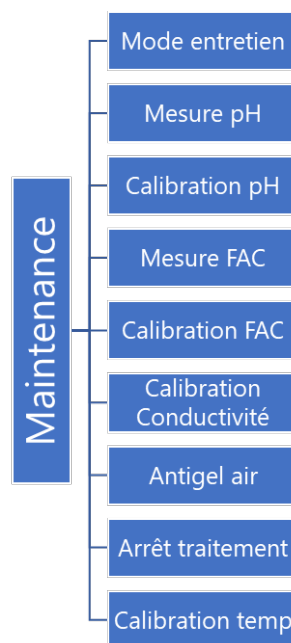 Maintenance
Mode entretien
Mesure pH
Calibration pH
Mesure FAC
Calibration FAC
Calibration
Conductivité
Antigel air
Arrêt traitement
Calibration temp